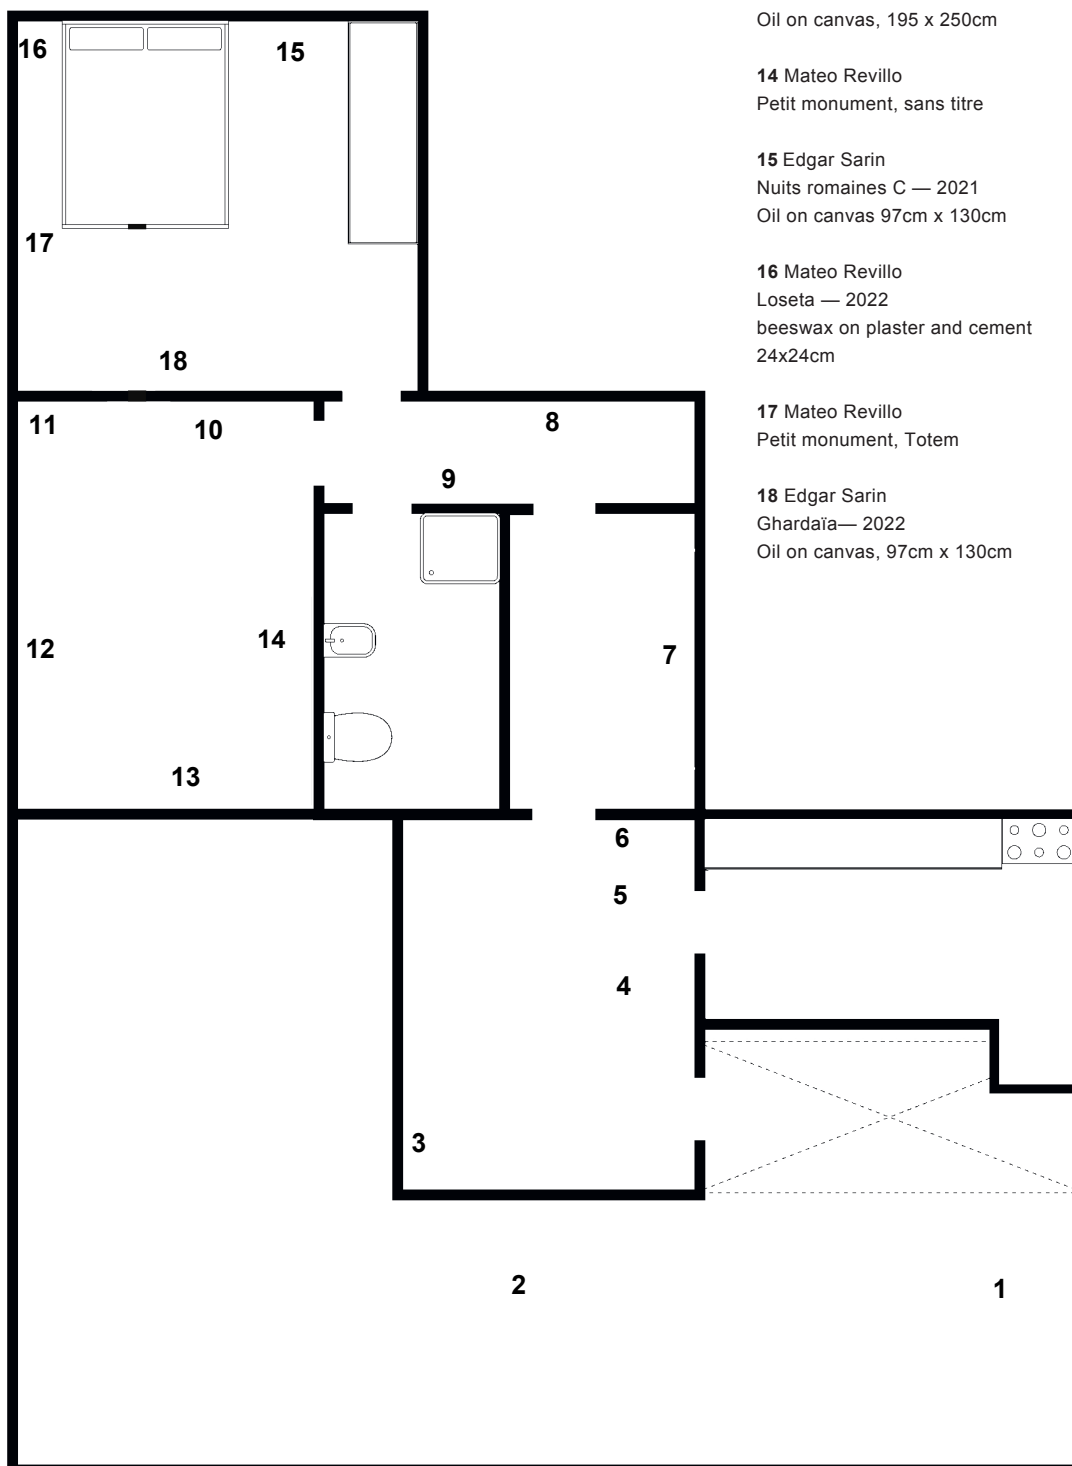 Oil on canvas, 195 x 250cm
14 Mateo Revillo
Petit monument, sans titre
15 Edgar Sarin
Nuits romaines C — 2021
Oil on canvas 97cm x 130cm
16 Mateo Revillo
Loseta — 2022
beeswax on plaster and cement
24x24cm
17 Mateo Revillo
Petit monument, Totem
18 Edgar Sarin
Ghardaïa— 2022
Oil on canvas, 97cm x 130cm
16
15
17
18
11
10
8
9
12
14
7
13
6
5
4
3
2
1